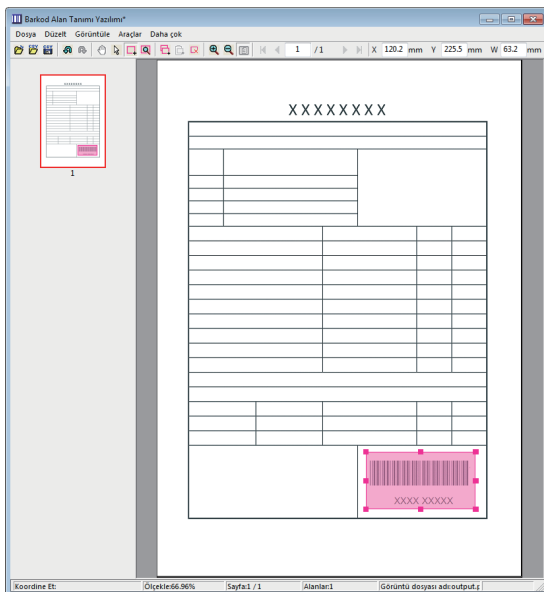 Barkod Alan Tanımı Yazılımı*
Dosya Düzelt Görüntüle Araçlar Daha çok
1 /1 X 120.2 mm Y 225.5 mm W 63.2 mm
XXXXXXXX
1
XXXX XXXXX
Koordine Et: Ölçekle:66.96% Sayfa:1 / 1 Alanlar:1 Görüntü dosyası adı:output.p